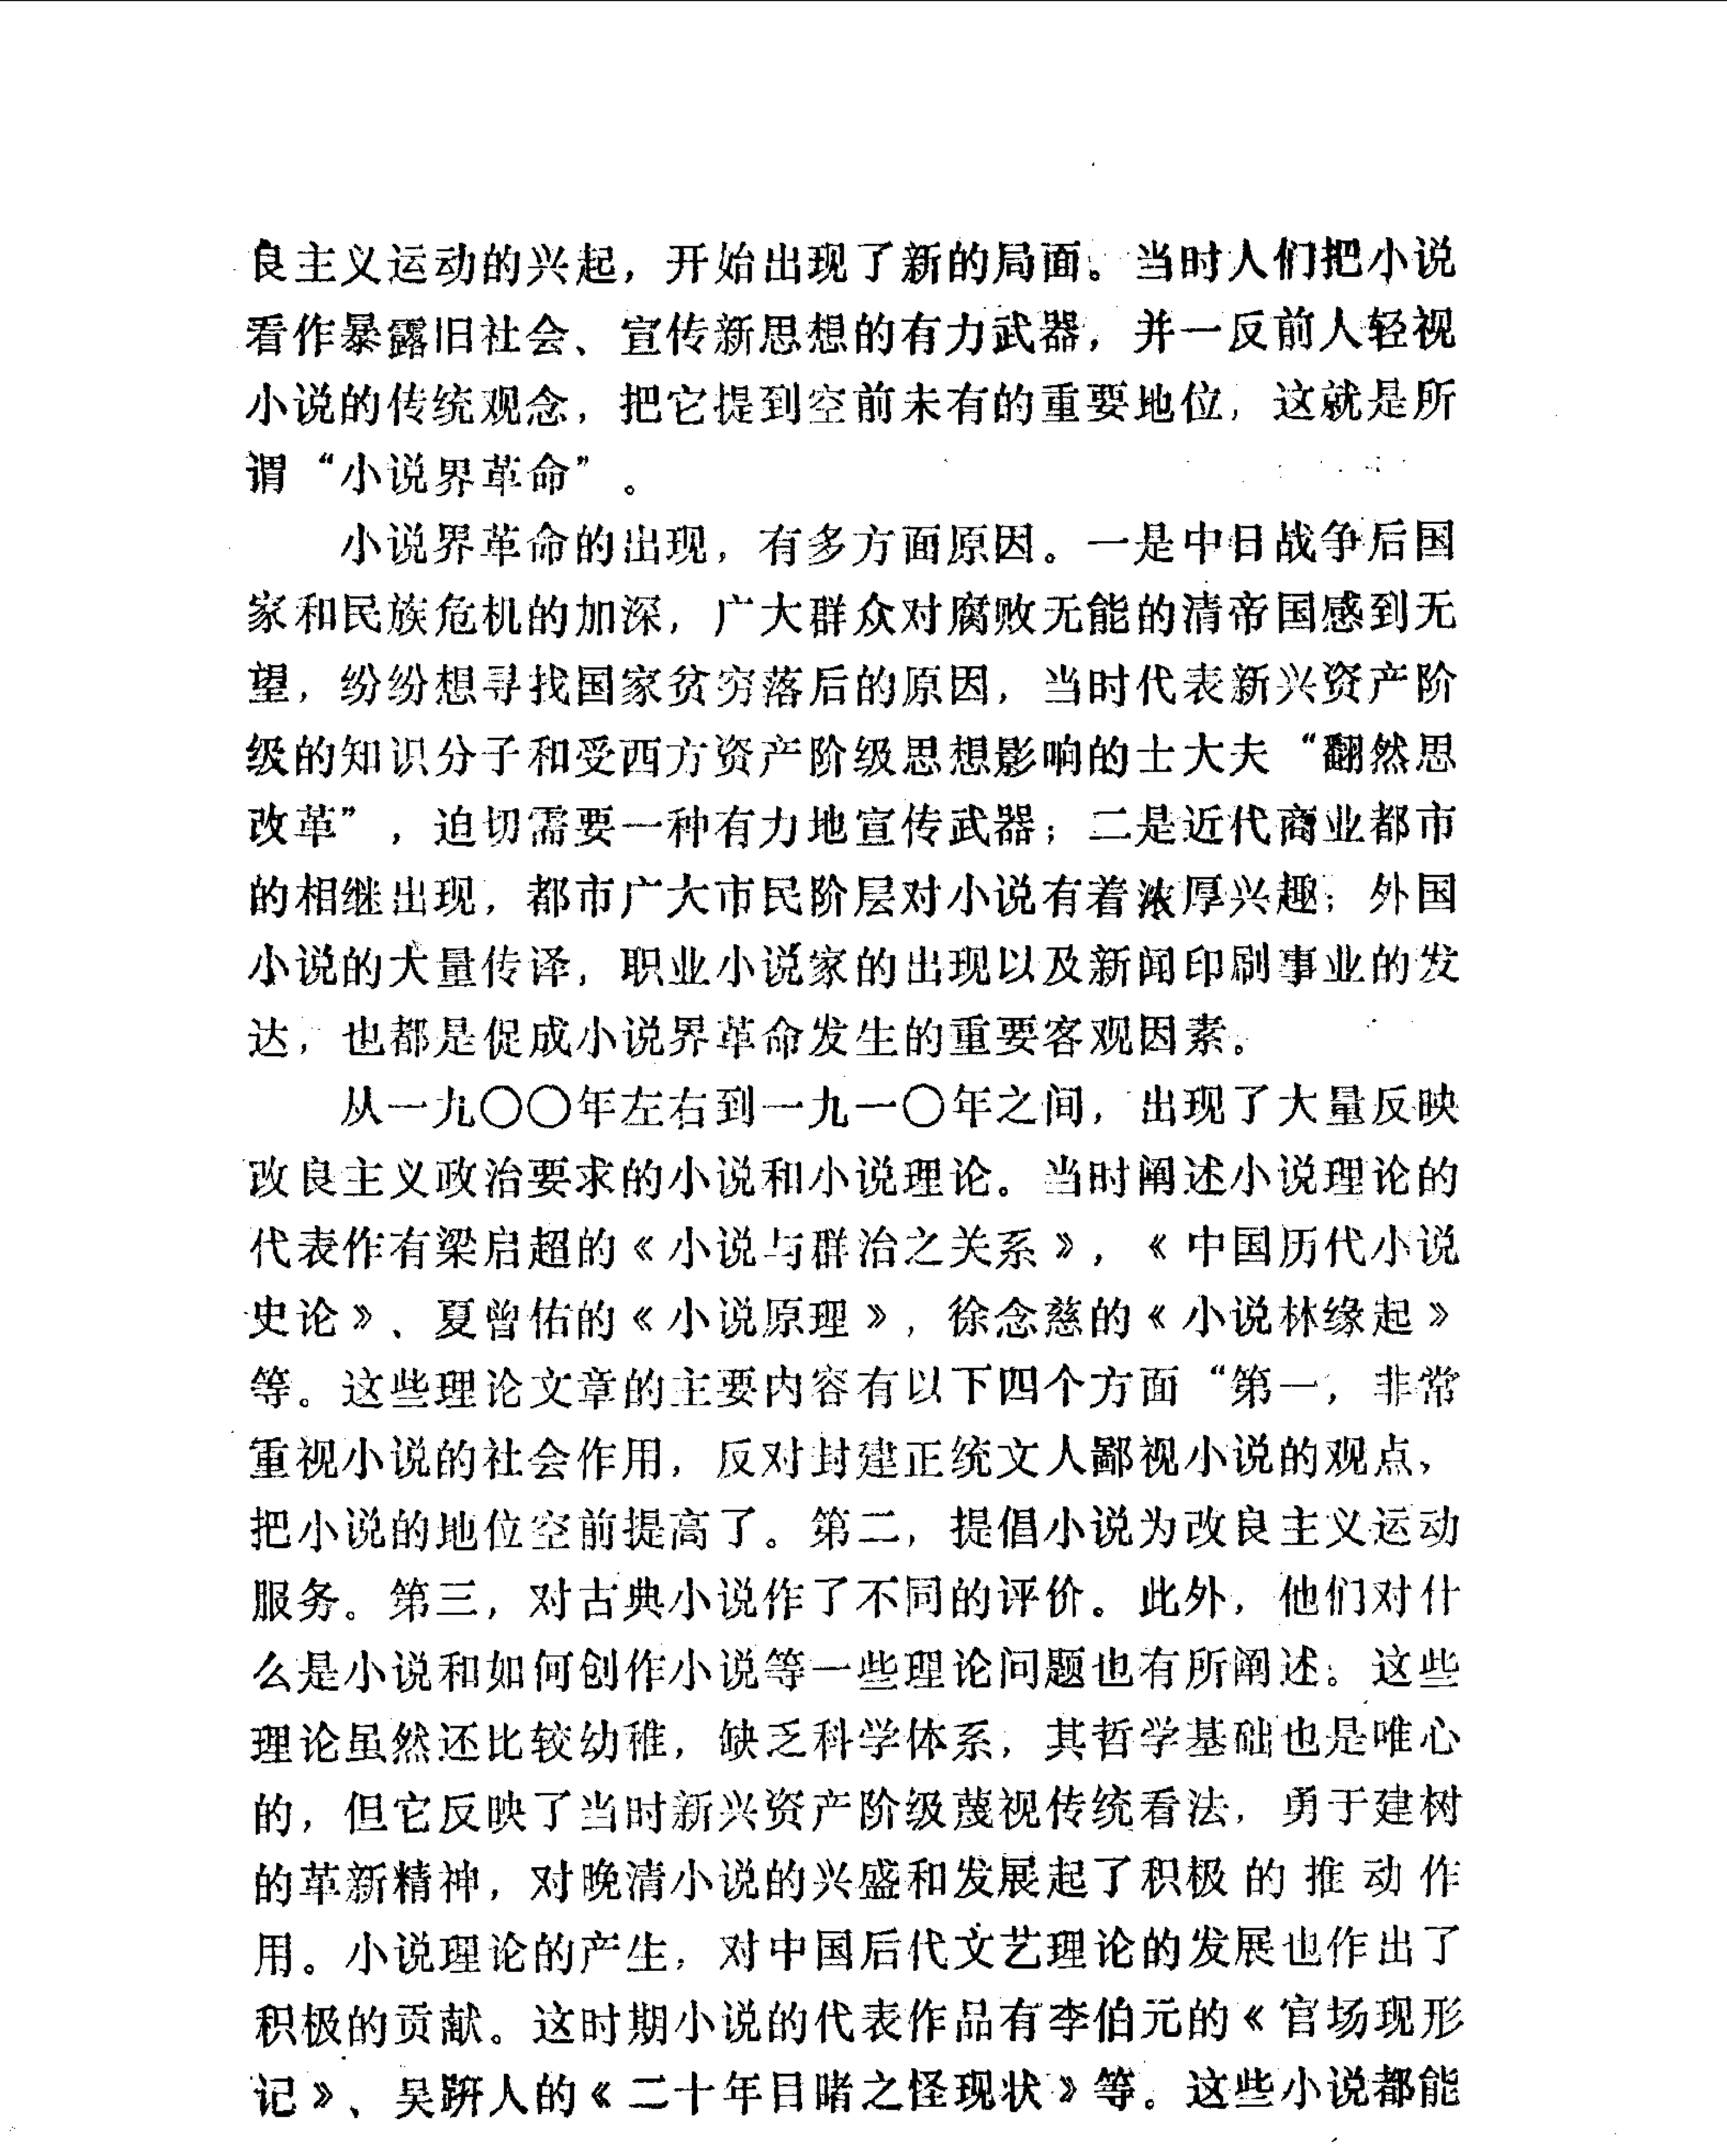 良主义运动的兴起，开始出现了新的局面。当时人们把小说
看作暴露旧社会、宣传新思想的有力武器，并一反前人轻视
小说的传统观念，把它提到空前未有的重要地位，这就是所
谓“小说界革命”。
小说界革命的出现，有多方面原因。一是中日战争后国
家和民族危机的加深，广大群众对腐败无能的清帝国感到无
望，纷纷想寻找国家贫穷落后的原因，当时代表新兴资产阶
级的知识分子和受西方资产阶级思想影响的士大夫“翻然思
改革”，迫切需要一种有力地宣传武器；二是近代商业都市
的相继出现，都市广大市民阶层对小说有着浓厚兴趣；外国
小说的大量传译，职业小说家的出现以及新闻印刷事业的发
达，也都是促成小说界革命发生的重要客观因素。
从一九〇〇年左右到一九一〇年之间，出现了大量反映
改良主义政治要求的小说和小说理论。当时阐述小说理论的
代表作有梁启超的《小说与群治之关系》，《中国历代小说
史论》、夏曾佑的《小说原理》，徐念慈的《小说林缘起》
等。这些理论文章的主要内容有以下四个方面“第一，非常
重视小说的社会作用，反对封建正统文人鄙视小说的观点，
把小说的地位空前提高了。第二，提倡小说为改良主义运动
服务。第三，对古典小说作了不同的评价。此外，他们对什
么是小说和如何创作小说等一些理论问题也有所阐述。这些
理论虽然还比较幼稚，缺乏科学体系，其哲学基础也是唯心
的，但它反映了当时新兴资产阶级蔑视传统看法，勇于建树
的革新精神，对晚清小说的兴盛和发展起了积极的推动作
用。小说理论的产生，对中国后代文艺理论的发展也作出了
积极的贡献。这时期小说的代表作品有李伯元的《官场现形
记》、吴趼人的《二十年目睹之怪现状》等。这些小说都能